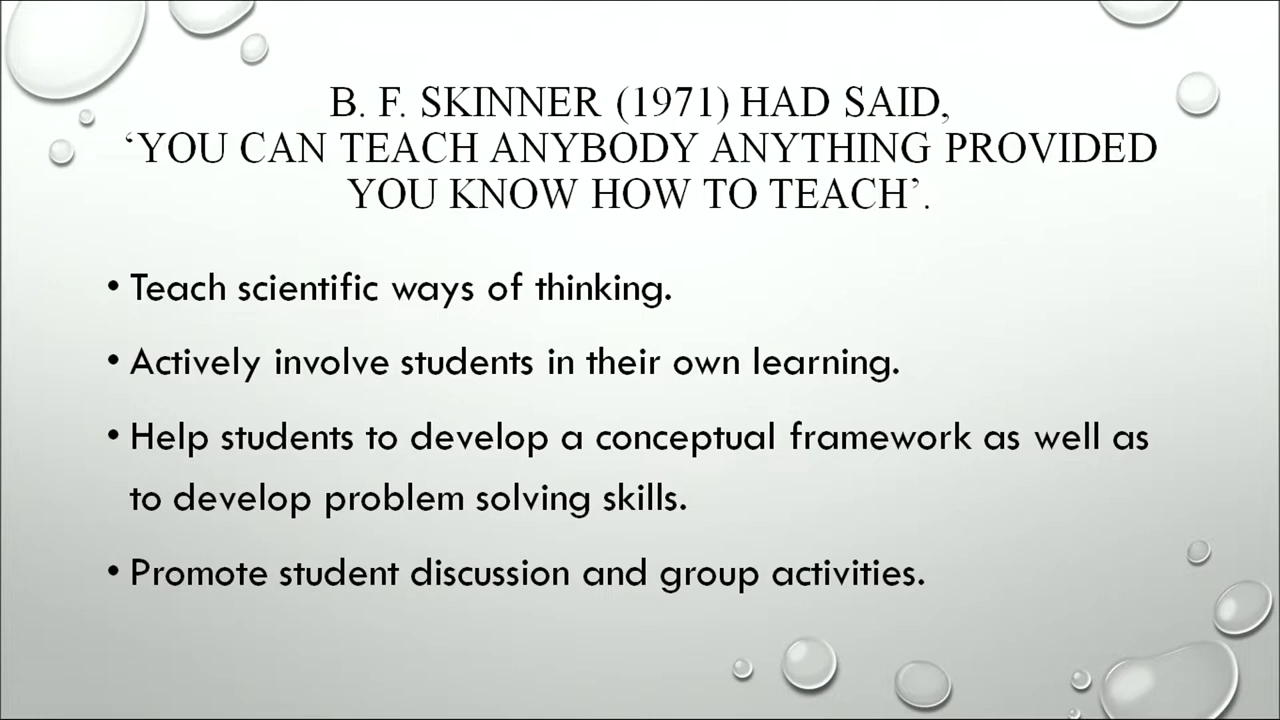 B. F. SKINNER (1971) HAD SAID,
‘YOU CAN TEACH ANYBODY ANYTHING PROVIDED
YOU KNOW HOW TO TEACH’.
• Teach scientific ways of thinking.
• Actively involve students in their own learning.
• Help students to develop a conceptual framework as well as
to develop problem solving skills.
• Promote student discussion and group activities.